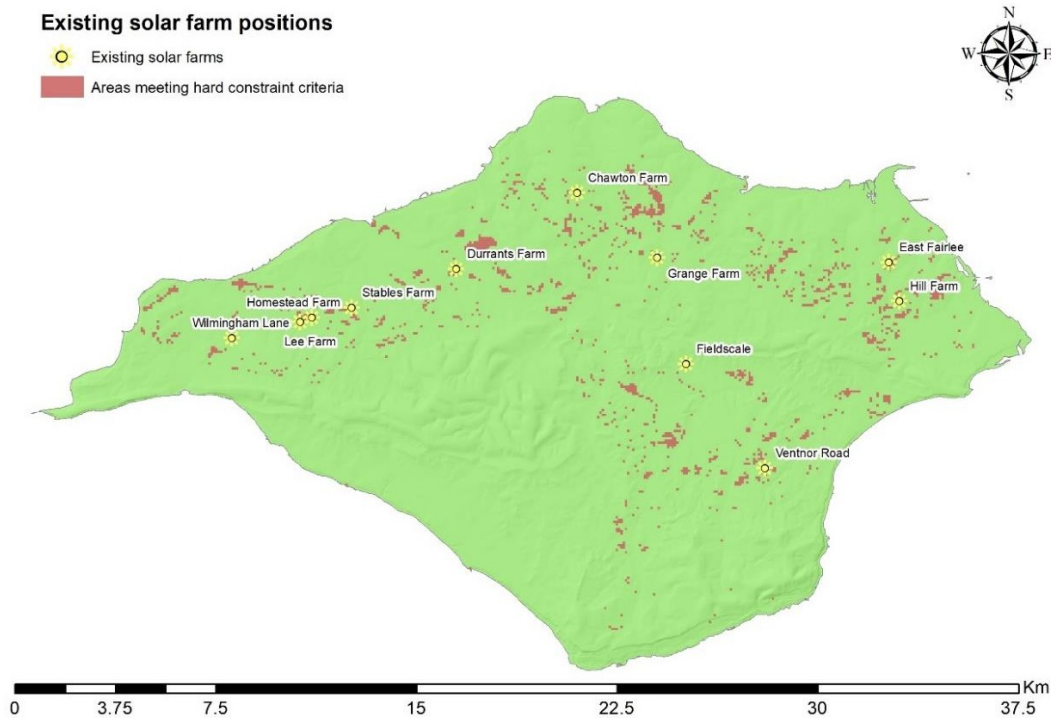 Existing solar farm positions
Existing solar farms
Areas meeting hard constraint criteria
N
W E
S
Chawton Farm
East Fairlee
Durrants Farm
Grange Farm
Hill Farm
Stables Farm
Homestead Farm
Wilmingham Lane
Lee Farm
Fieldscale
Ventnor Road
Km
0 3.75 7.5 15 22.5 30 37.5